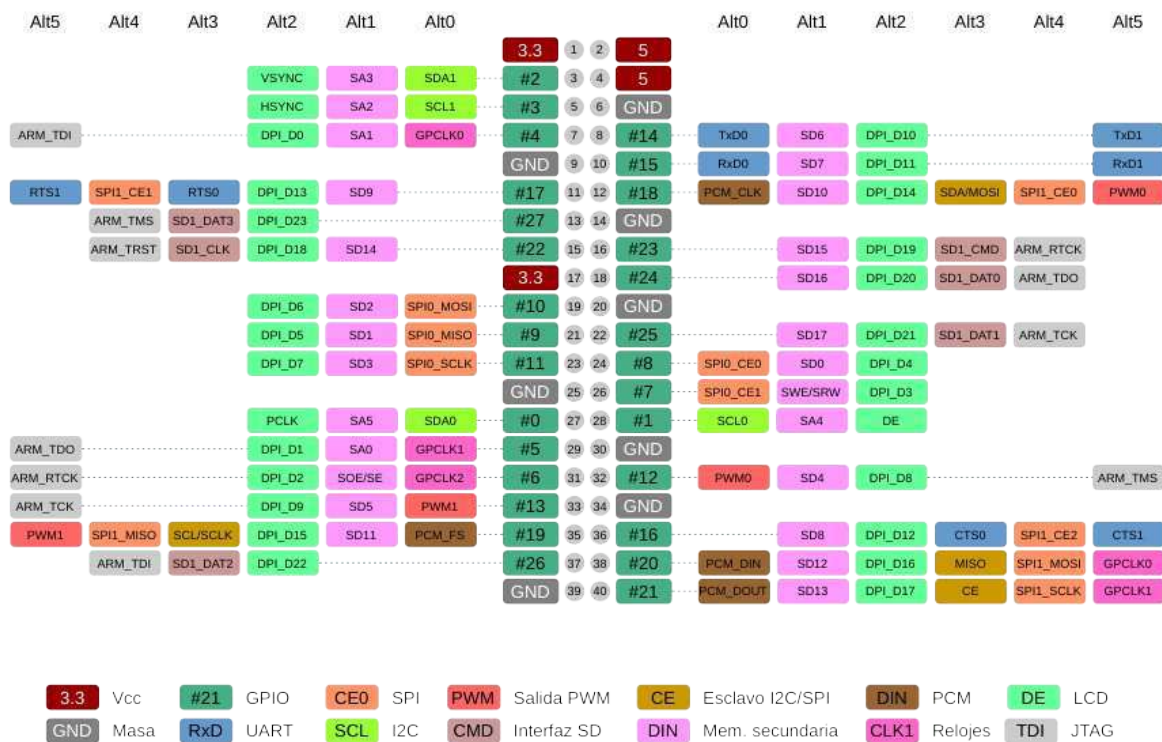 Alt5 Alt4 Alt3 Alt2 Alt1 Alt0 Alt0 Alt1 Alt2 Alt3 Alt4 Alt5
3.3 1 2 5
VSYNC SA3 SDA1 #2 3 4 5
HSYNC SA2 SCL1 #3 5 6 GND
ARM_TDI DPI_D0 SA1 GPCLK0 #4 7 8 #14 TxD0 SD6 DPI_D10 TxD1
GND 9 10 #15 RxD0 SD7 DPI_D11 RxD1
RTS1 SPI1_CE1 RTS0 DPI_D13 SD9 #17 11 12 #18 PCM_CLK SD10 DPI_D14 SDA/MOSI SPI1_CE0 PWM0
ARM_TMS SD1_DAT3 DPI_D23 #27 13 14 GND
ARM_TRST SD1_CLK DPI_D18 SD14 #22 15 16 #23 SD15 DPI_D19 SD1_CMD ARM_RTCK
3.3 17 18 #24 SD16 DPI_D20 SD1_DAT0 ARM_TDO
DPI_D6 SD2 SPI0_MOSI #10 19 20 GND
DPI_D5 SD1 SPI0_MISO #9 21 22 #25 SD17 DPI_D21 SD1_DAT1 ARM_TCK
DPI_D7 SD3 SPI0_SCLK #11 23 24 #8 SPI0_CE0 SD0 DPI_D4
GND 25 26 #7 SPI0_CE1 SWE/SRW DPI_D3
PCLK SA5 SDA0 #0 27 28 #1 SCL0 SA4 DE
ARM_TDO DPI_D1 SA0 GPCLK1 #5 29 30 GND
ARM_RTCK DPI_D2 SOE/SE GPCLK2 #6 31 32 #12 PWM0 SD4 DPI_D8 ARM_TMS
ARM_TCK DPI_D9 SD5 PWM1 #13 33 34 GND
PWM1 SPI1_MISO SCL/SCLK DPI_D15 SD11 PCM_FS #19 35 36 #16 SD8 DPI_D12 CTS0 SPI1_CE2 CTS1
ARM_TDI SD1_DAT2 DPI_D22 #26 37 38 #20 PCM_DIN SD12 DPI_D16 MISO SPI1_MOSI GPCLK0
GND 39 40 #21 PCM_DOUT SD13 DPI_D17 CE SPI1_SCLK GPCLK1
3.3 Vcc #21 GPIO CE0 SPI PWM Salida PWM CE Esclavo I2C/SPI DIN PCM DE LCD
GND Masa RxD UART SCL I2C CMD Interfaz SD DIN Mem. secundaria CLK1 Relojes TDI JTAG